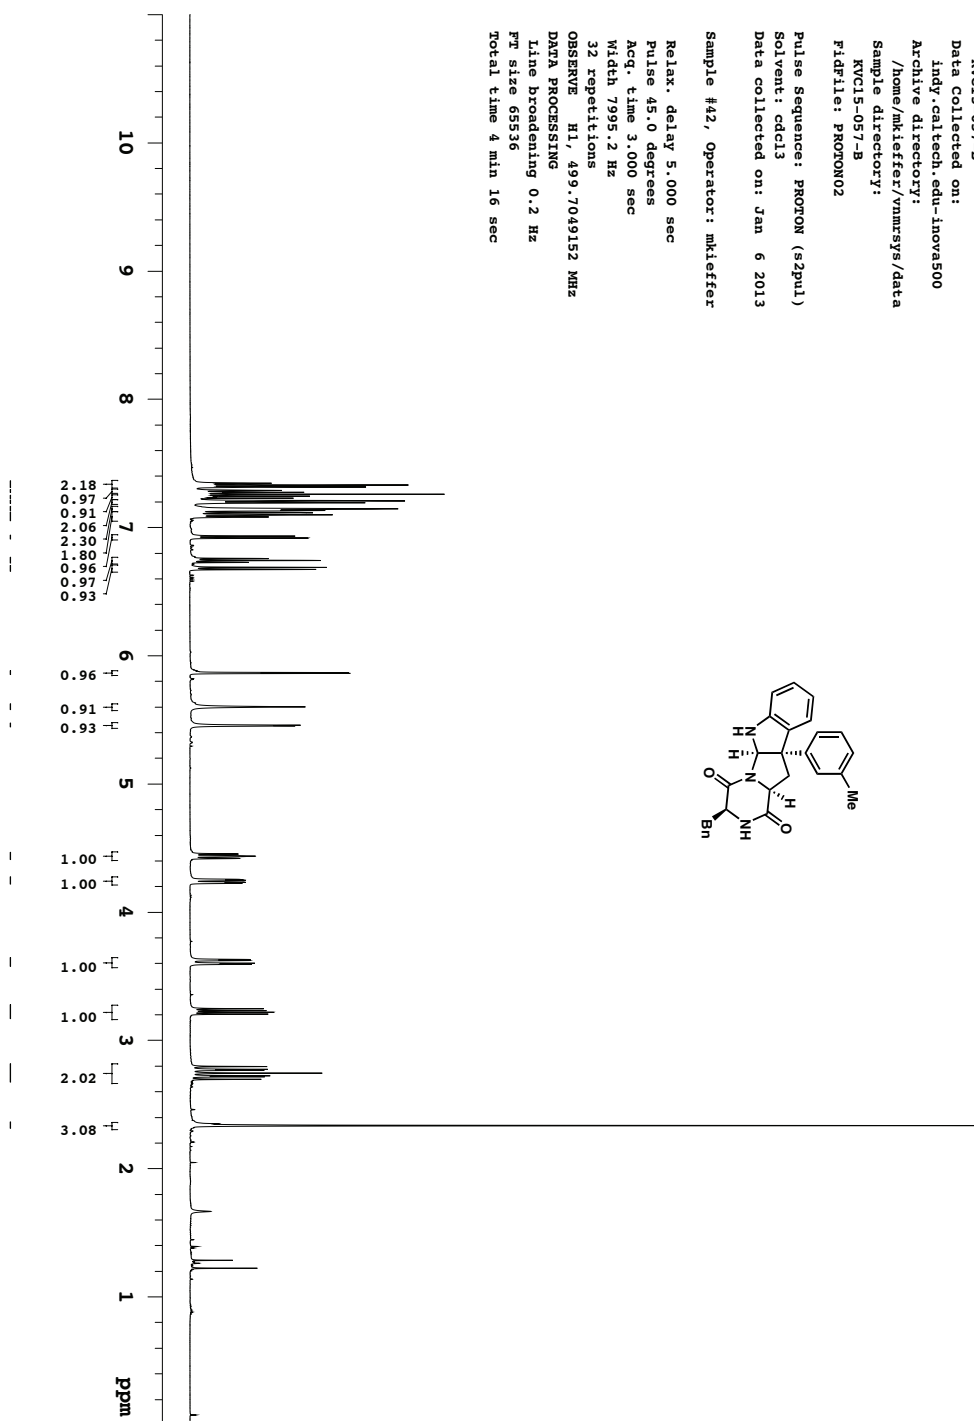 Data Collected on:
indy.caltech.edu-inova500
Archive directory:
/home/mkieffer/vnmrsys/data
Sample directory:
KVC15-057-B
FidFile: PROTON02
Pulse Sequence: PROTON (s2pul)
Solvent: cdcl3
Data collected on: Jan 6 2013
Sample #42, Operator: mkieffer
Relax. delay 5.000 sec
Pulse 45.0 degrees
Acq. time 3.000 sec
Width 7995.2 Hz
32 repetitions
OBSERVE H1, 499.7049152 MHz
DATA PROCESSING
Line broadening 0.2 Hz
FT size 65536
Total time 4 min 16 sec
Me
N
H
H
N
H
O
O
NH
Bn
10 9 8 7 6 5 4 3 2 1 ppm
2.18
0.97
0.91
2.06
2.30
1.80
0.96
0.97
0.93
0.96
0.91
0.93
1.00
1.00
1.00
1.00
2.02
3.08